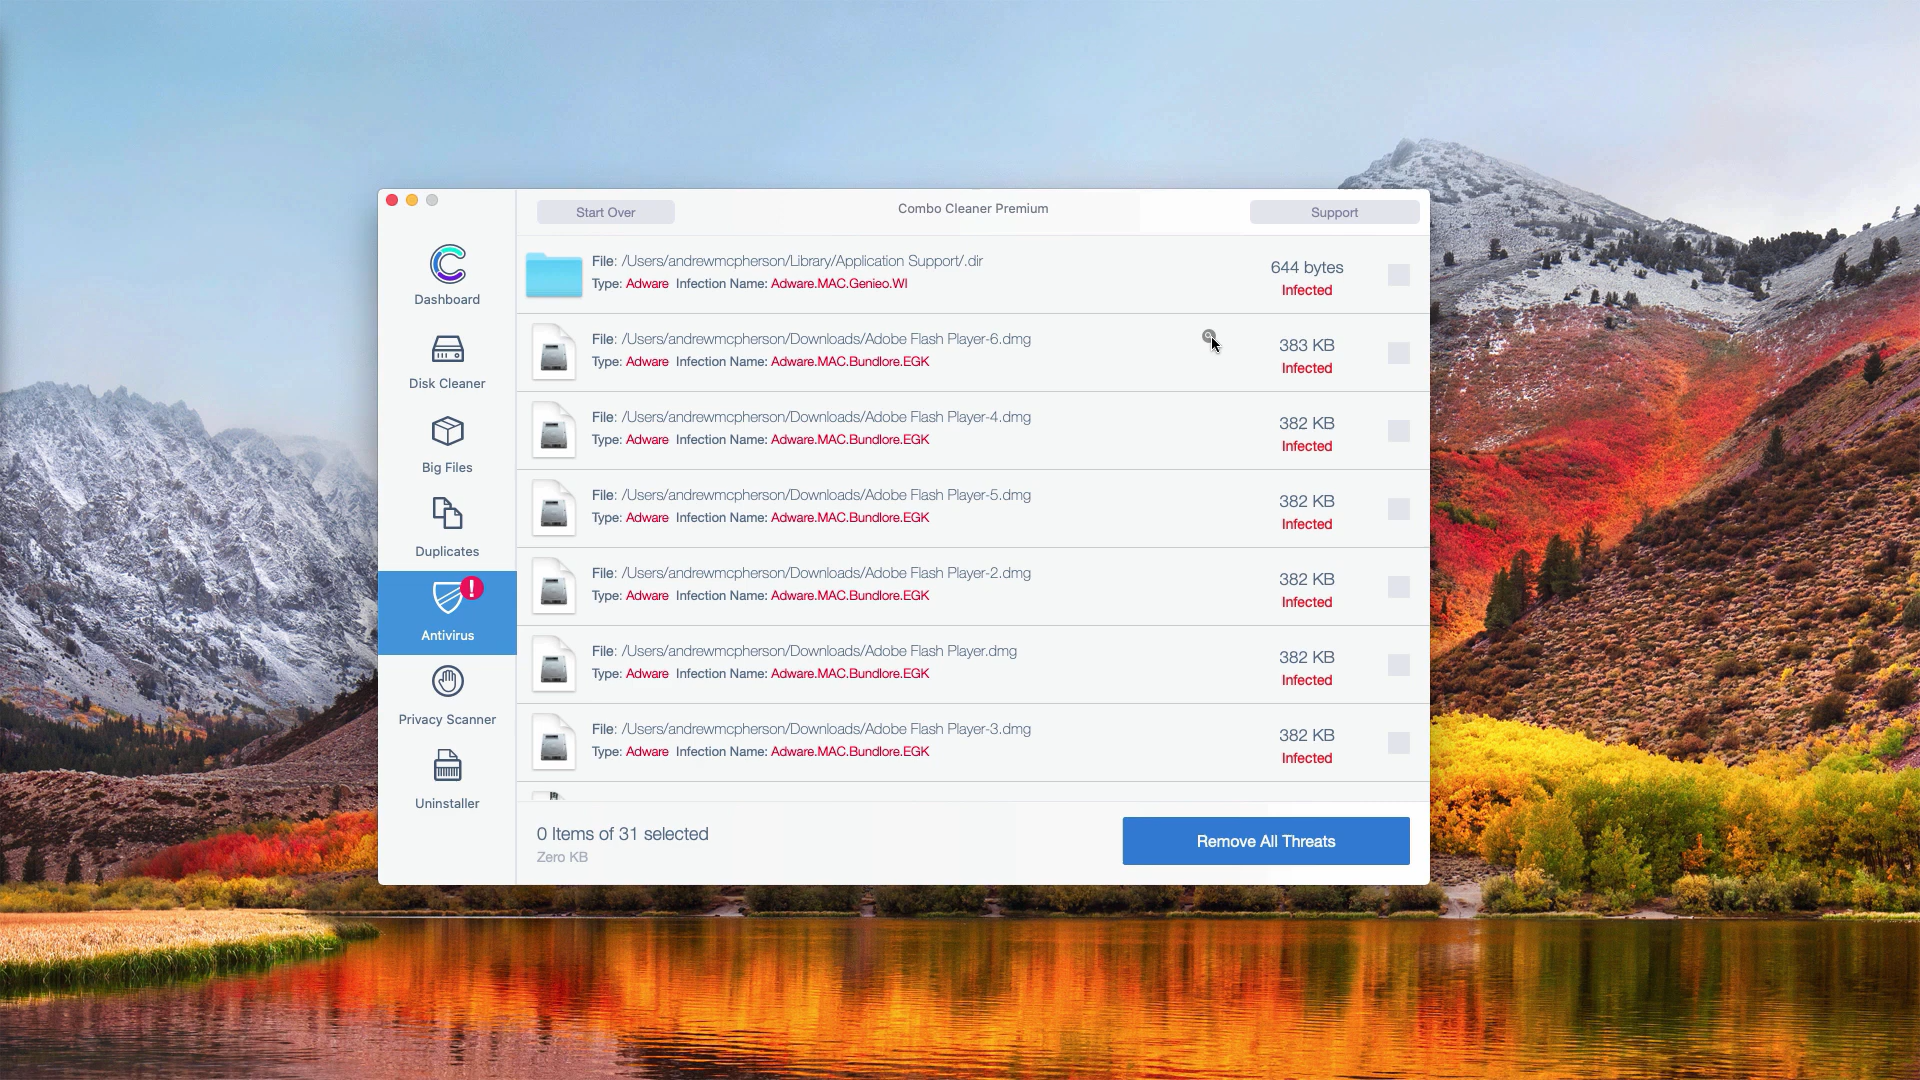 Start Over
Combo Cleaner Premium
Support
Dashboard
Disk Cleaner
Big Files
Duplicates
Antivirus
Privacy Scanner
Uninstaller
File: /Users/andrewmcpherson/Library/Application Support/.dir
Type: Adware Infection Name: Adware.MAC.Genieo.WI
644 bytes
Infected
File: /Users/andrewmcpherson/Downloads/Adobe Flash Player-6.dmg
Type: Adware Infection Name: Adware.MAC.Bundlore.EGK
383 KB
Infected
File: /Users/andrewmcpherson/Downloads/Adobe Flash Player-4.dmg
Type: Adware Infection Name: Adware.MAC.Bundlore.EGK
382 KB
Infected
File: /Users/andrewmcpherson/Downloads/Adobe Flash Player-5.dmg
Type: Adware Infection Name: Adware.MAC.Bundlore.EGK
382 KB
Infected
File: /Users/andrewmcpherson/Downloads/Adobe Flash Player-2.dmg
Type: Adware Infection Name: Adware.MAC.Bundlore.EGK
382 KB
Infected
File: /Users/andrewmcpherson/Downloads/Adobe Flash Player.dmg
Type: Adware Infection Name: Adware.MAC.Bundlore.EGK
382 KB
Infected
File: /Users/andrewmcpherson/Downloads/Adobe Flash Player-3.dmg
Type: Adware Infection Name: Adware.MAC.Bundlore.EGK
382 KB
Infected
0 Items of 31 selected
Zero KB
Remove All Threats